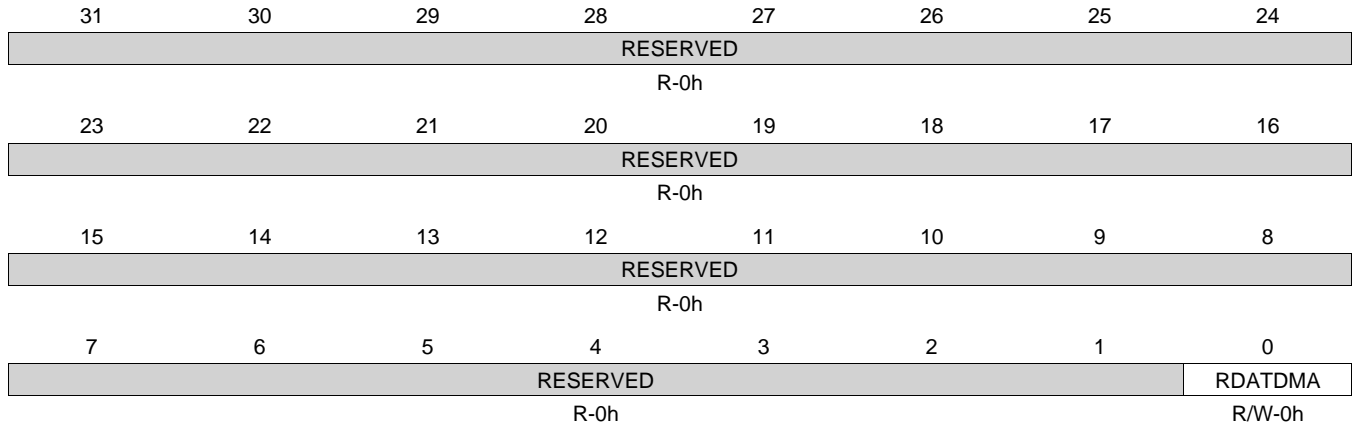 31 30 29 28 27 26 25 24
RESERVED
R-0h
23 22 21 20 19 18 17 16
RESERVED
R-0h
15 14 13 12 11 10 9 8
RESERVED
R-0h
7 6 5 4 3 2 1 0
RESERVED RDATDMA
R-0h R/W-0h